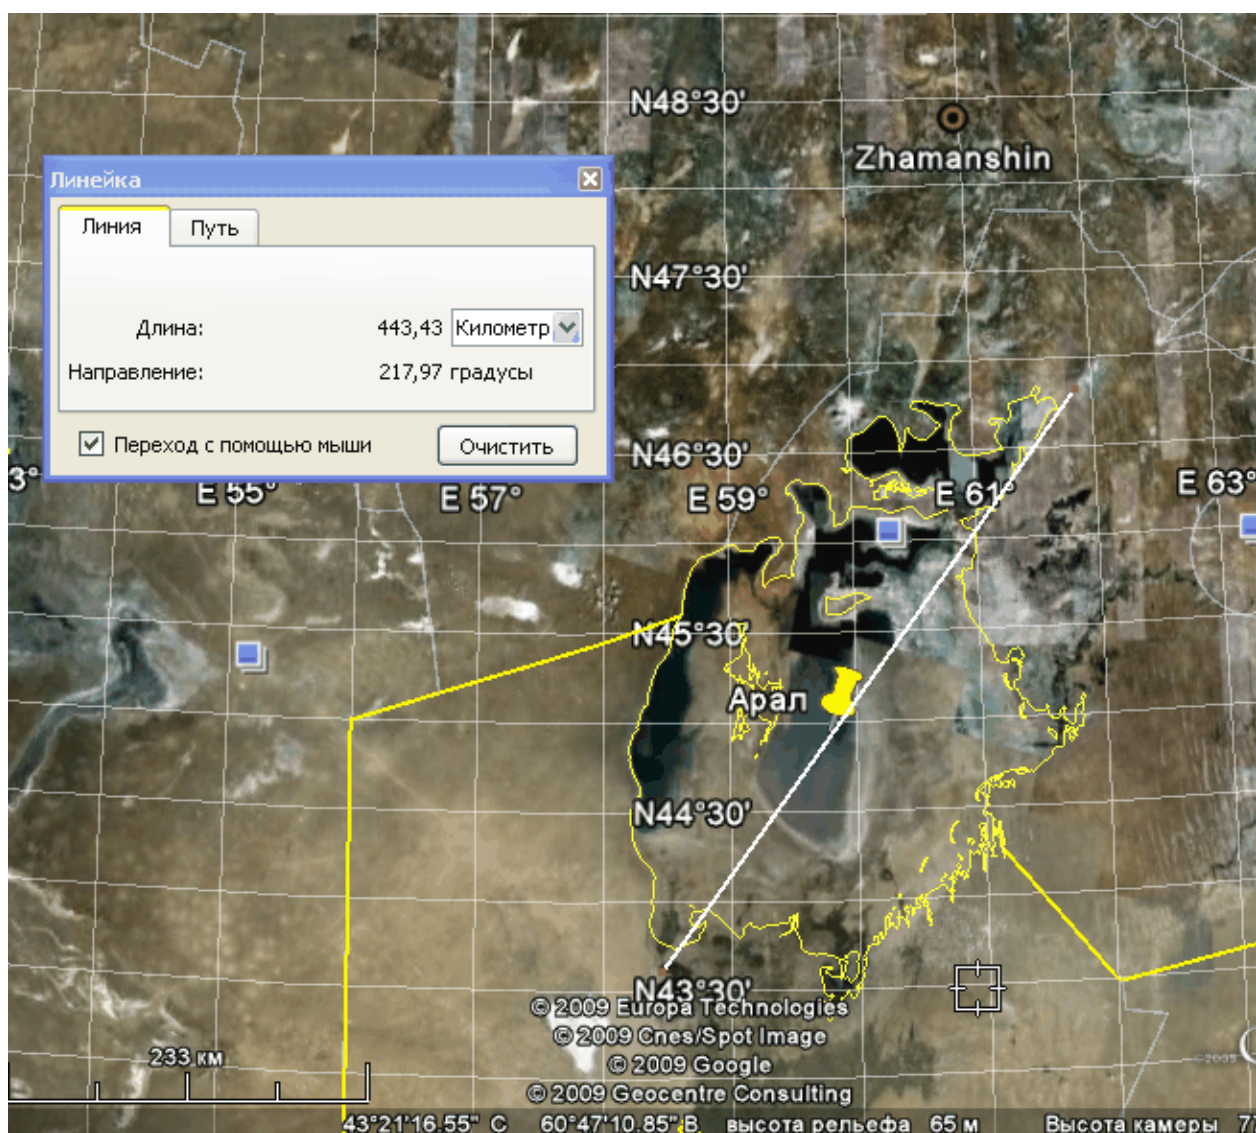 N48°30'
Zhamanshin
Линейка
Линия
Путь
N47°30'
Длина:
443,43
Километр
Направление:
217,97 градусы
Переход с помощью мыши
Очистить
N46°30'
3°
E 55°
E 57°
E 59°
E 61°
E 63°
N45°30'
Арал
N44°30'
N43°30'
© 2009 Europa Technologies
© 2009 Cnes/Spot Image
© 2009 Google
© 2009 Geocentre Consulting
233 км
©2009
43°21'16.55" С 60°47'10.85" В высота рельефа 65 м Высота камеры 7